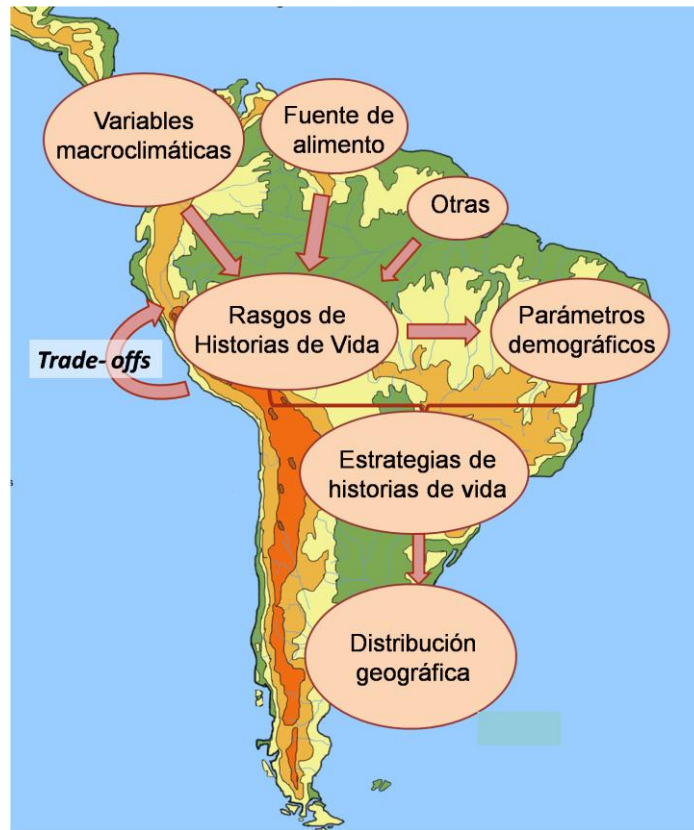 Variables
macroclimáticas
Fuente de
alimento
Otras
Rasgos de
Historias de Vida
Parámetros
demográficos
Trade- offs
Estrategias de
historias de vida
Distribución
geográfica